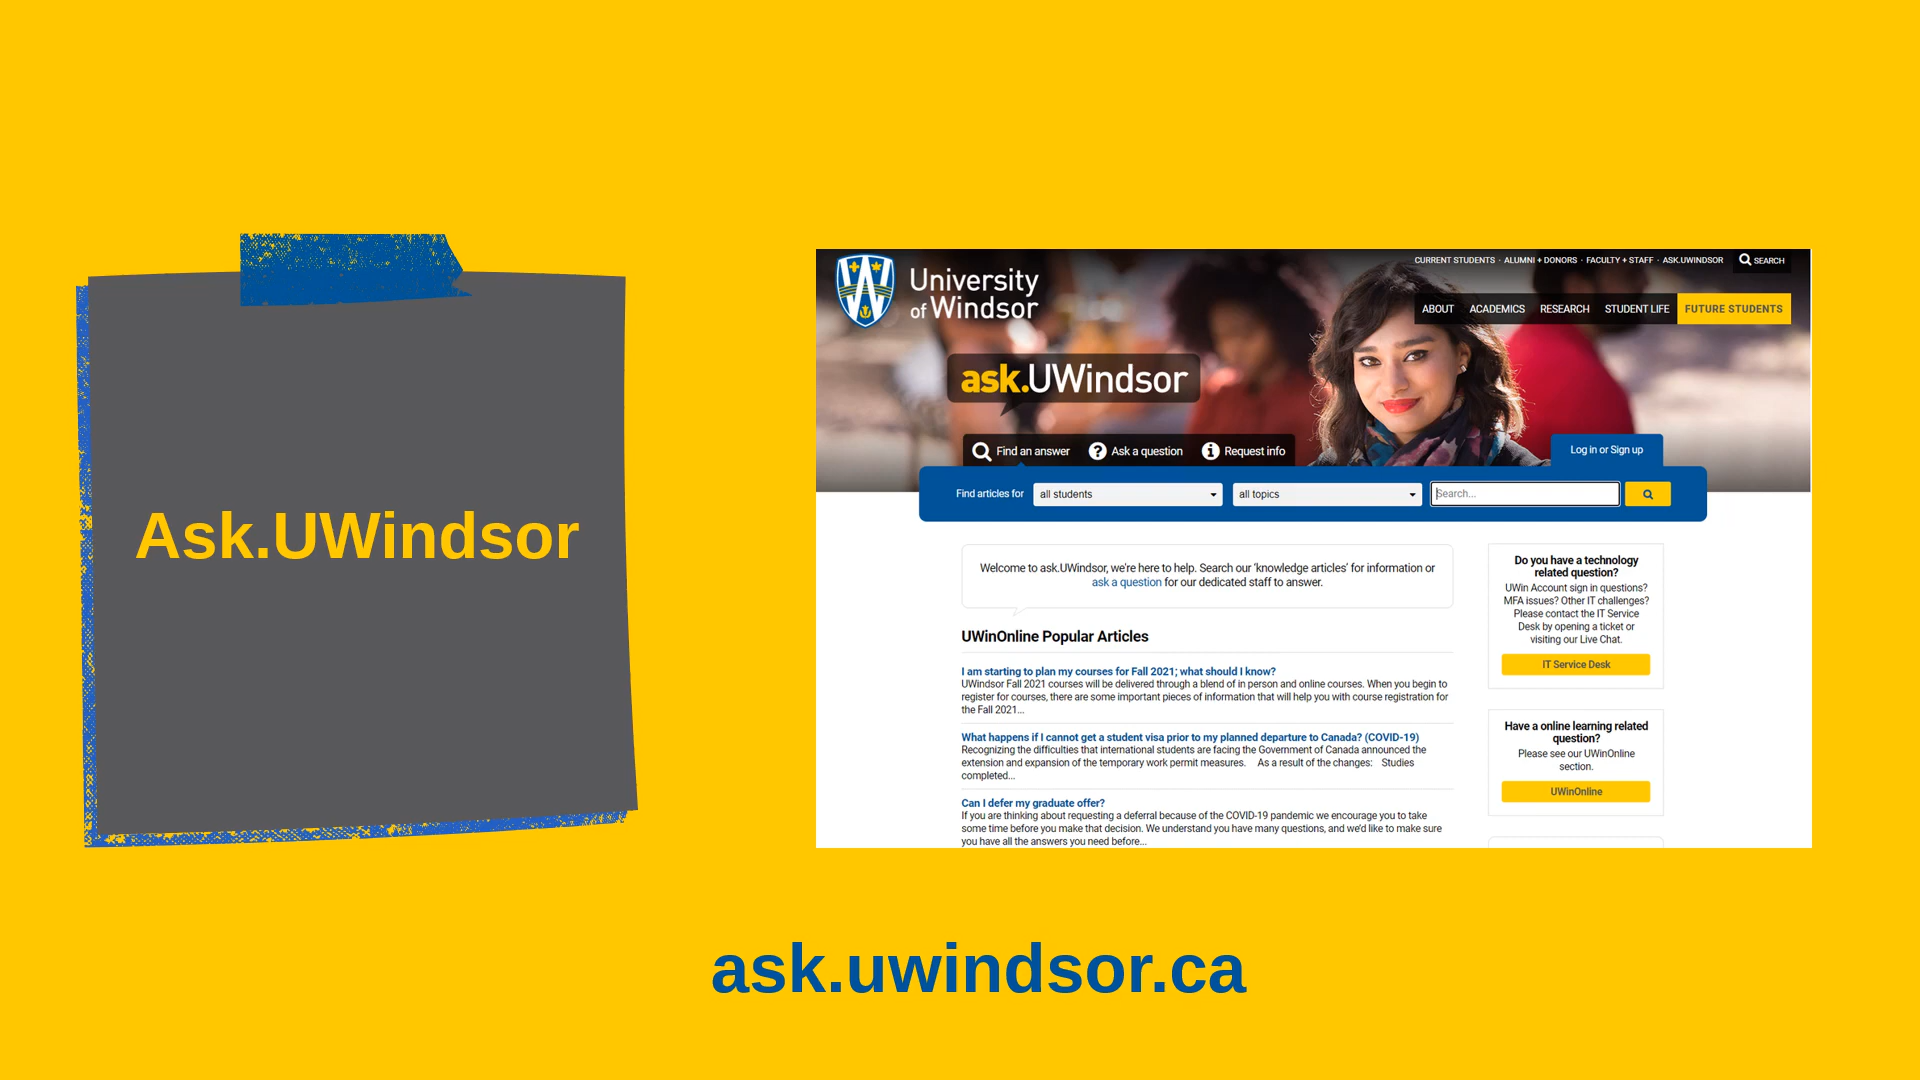 Ask.UWindsor
University
of Windsor
CURRENT STUDENTS · ALUMNI + DONORS · FACULTY + STAFF · ASK.UWINDSOR
SEARCH
ABOUT ACADEMICS RESEARCH STUDENT LIFE FUTURE STUDENTS
ask.UWindsor
Find an answer Ask a question Request info
Log in or Sign up
Find articles for all students all topics Search...
Welcome to ask.UWindsor, we're here to help. Search our 'knowledge articles' for information or
ask a question for our dedicated staff to answer.
UWinOnline Popular Articles
I am starting to plan my courses for Fall 2021; what should I know?
UWindsor Fall 2021 courses will be delivered through a blend of in person and online courses. When you begin to
register for courses, there are some important pieces of information that will help you with course registration for
the Fall 2021...
What happens if I cannot get a student visa prior to my planned departure to Canada? (COVID-19)
Recognizing the difficulties that international students are facing the Government of Canada announced the
extension and expansion of the temporary work permit measures. As a result of the changes: Studies
completed...
Can I defer my graduate offer?
If you are thinking about requesting a deferral because of the COVID-19 pandemic we encourage you to take
some time before you make that decision. We understand you have many questions, and we'd like to make sure
you have all the answers you need before...
Do you have a technology
related question?
UWin Account sign in questions?
MFA issues? Other IT challenges?
Please contact the IT Service
Desk by opening a ticket or
visiting our Live Chat.
IT Service Desk
Have a online learning related
question?
Please see our UWinOnline
section.
UWinOnline
ask.uwindsor.ca